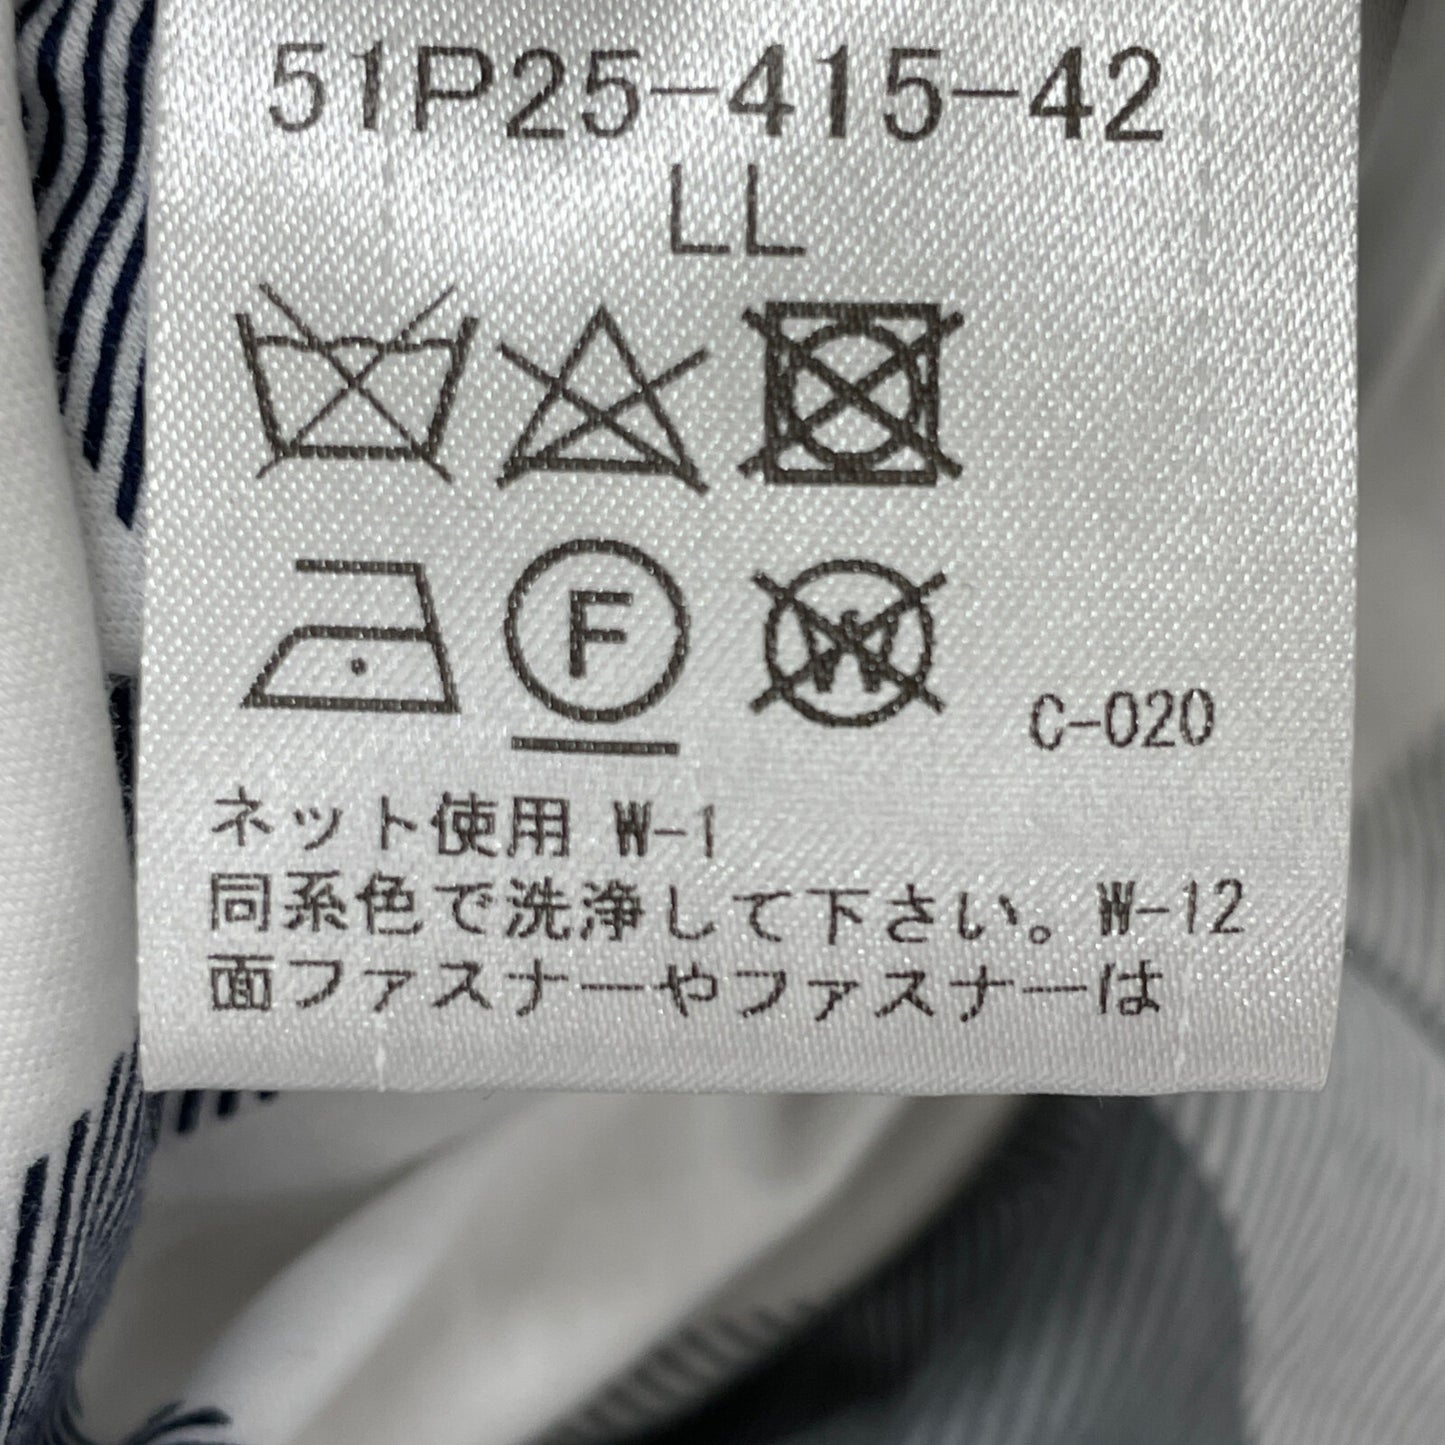 51P25-415-42
LL
F W
C-020
ネット使用 W-1
同系色で洗浄して下さい。W-12
面ファスナーやファスナーは